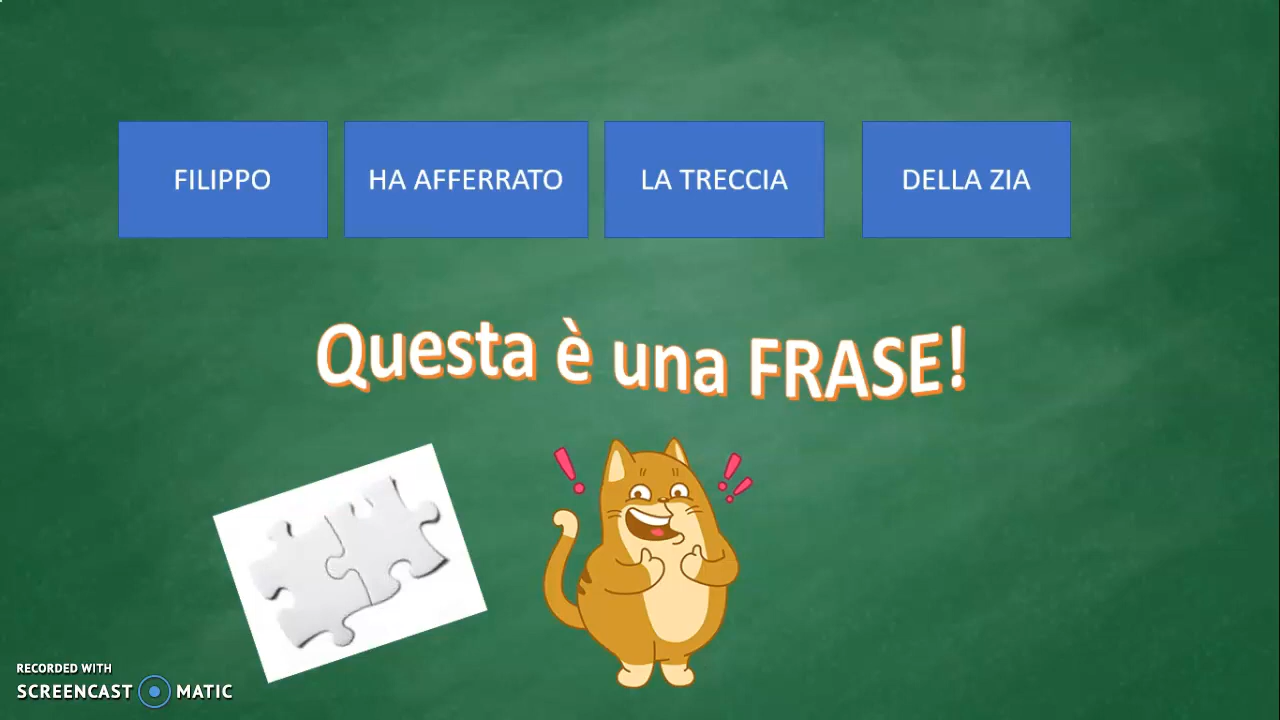 FILIPPO
HA AFFERRATO
LA TRECCIA
DELLA ZIA
Questa è una FRASE!
RECORDED WITH
SCREENCAST MATIC